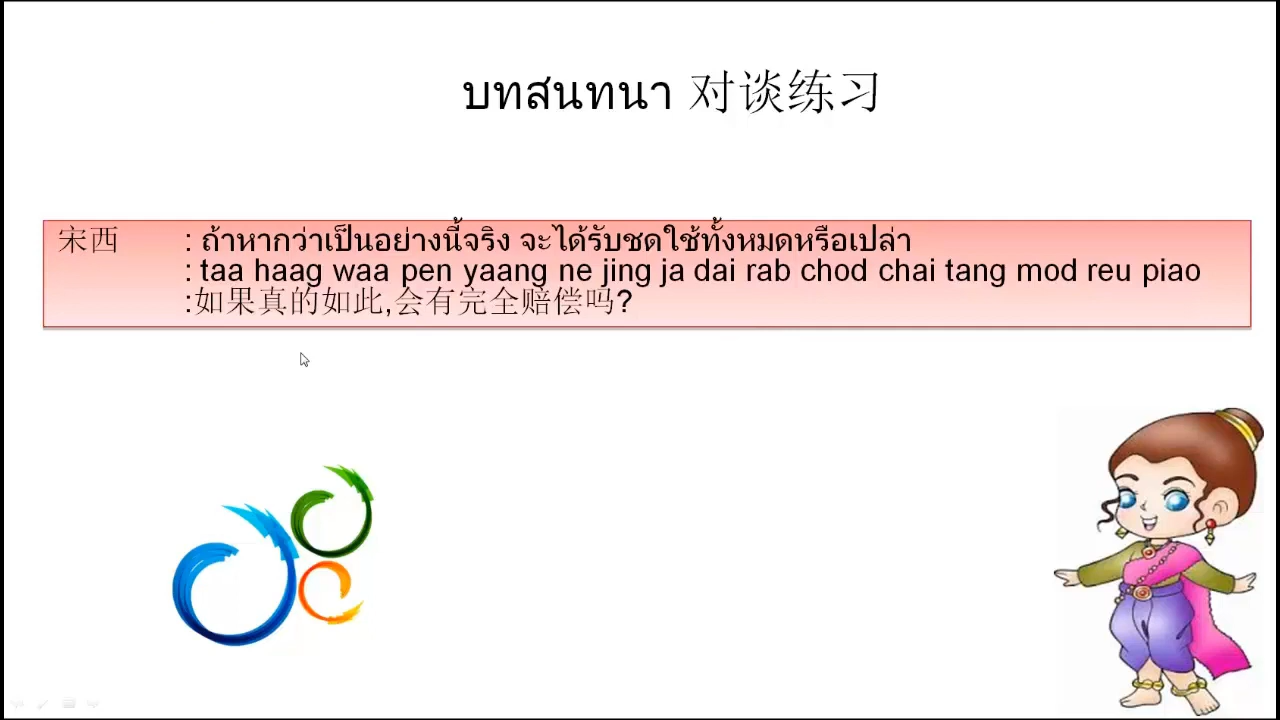 บทสนทนา 对谈练习
宋西 : ถ้าหากว่าเป็นอย่างนี้จริง จะได้รับชดใช้ทั้งหมดหรือเปล่า
: taa haag waa pen yaang ne jing ja dai rab chod chai tang mod reu piao
:如果真的如此,会有完全赔偿吗?